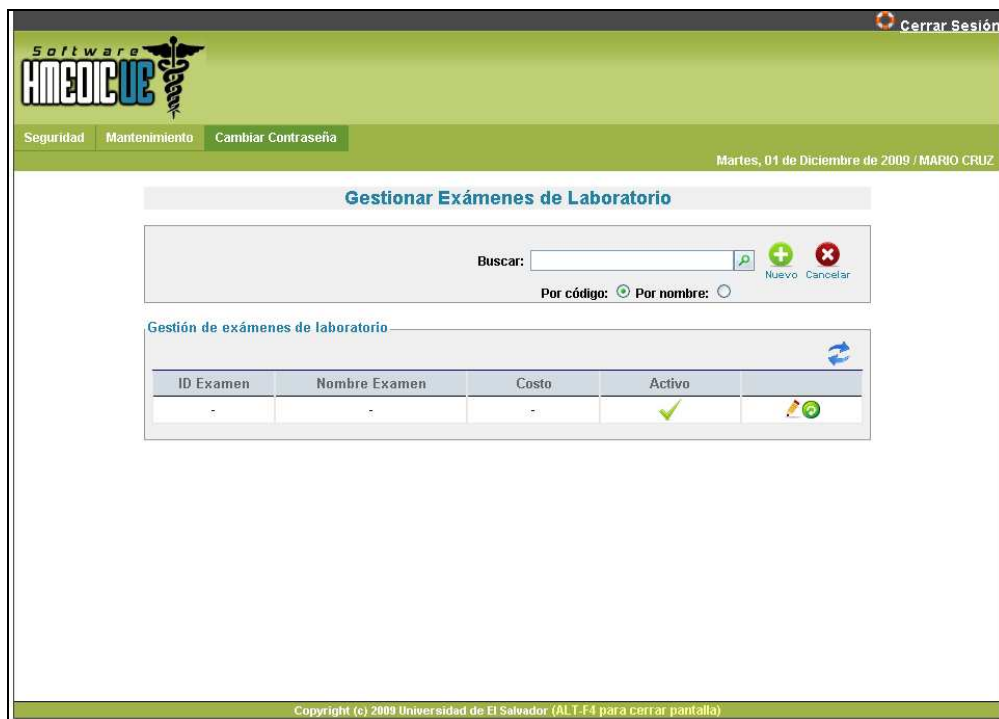 Cerrar Sesión
Software
HMEDICUE
Seguridad Mantenimiento Cambiar Contraseña
Martes, 01 de Diciembre de 2009 / MARIO CRUZ
Gestionar Exámenes de Laboratorio
Buscar:
Nuevo Cancelar
Por código: Por nombre:
Gestión de exámenes de laboratorio
ID Examen Nombre Examen Costo Activo
- - -
Copyright (c) 2009 Universidad de El Salvador (ALT-F4 para cerrar pantalla)